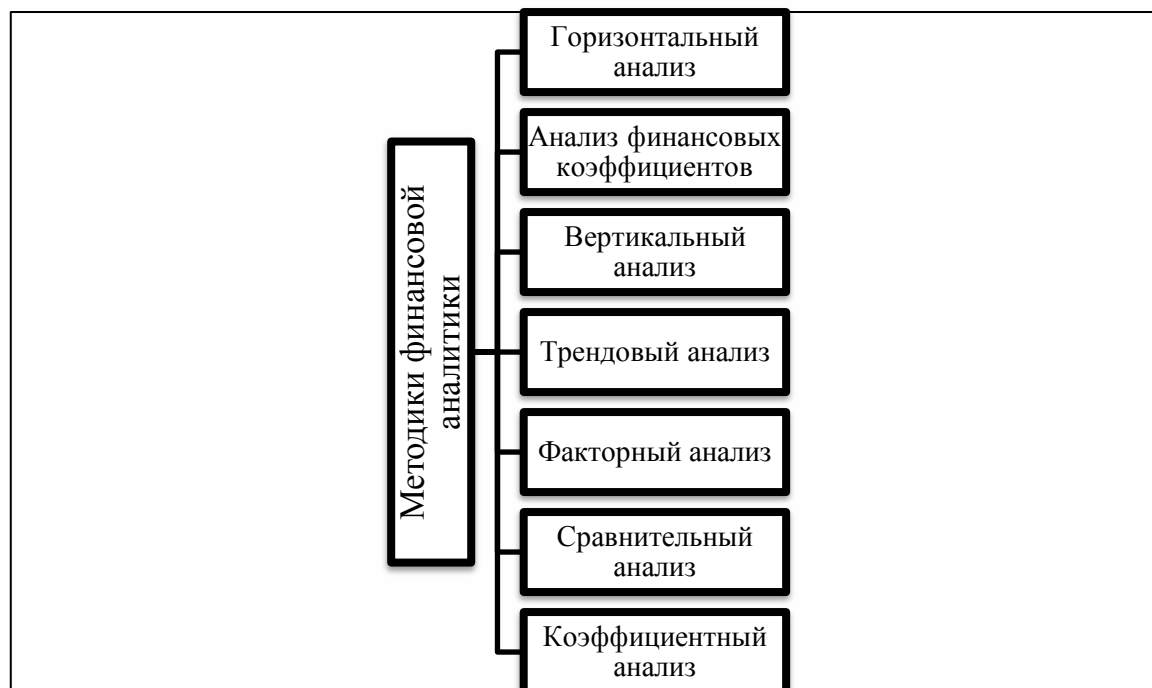 Методики финансовой
аналитики
Горизонтальный
анализ
Анализ финансовых
коэффициентов
Вертикальный
анализ
Трендовый анализ
Факторный анализ
Сравнительный
анализ
Коэффициентный
анализ